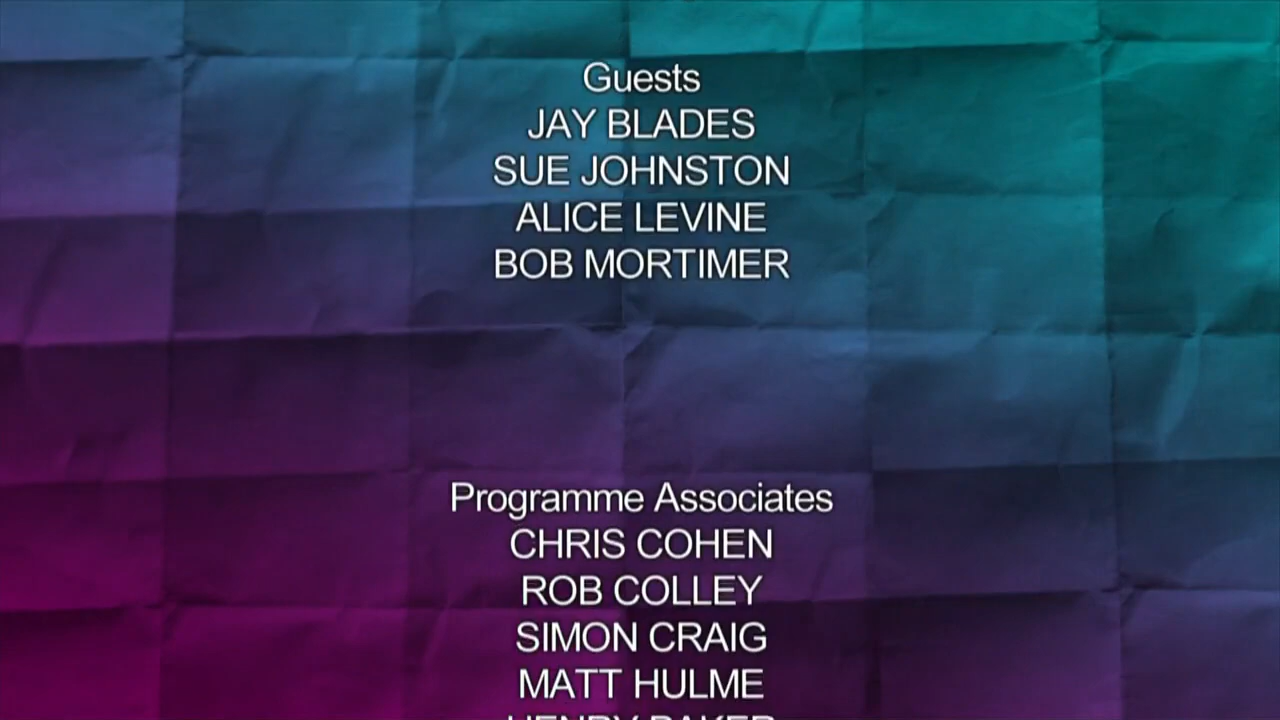 Guests
JAY BLADES
SUE JOHNSTON
ALICE LEVINE
BOB MORTIMER
Programme Associates
CHRIS COHEN
ROB COLLEY
SIMON CRAIG
MATT HULME